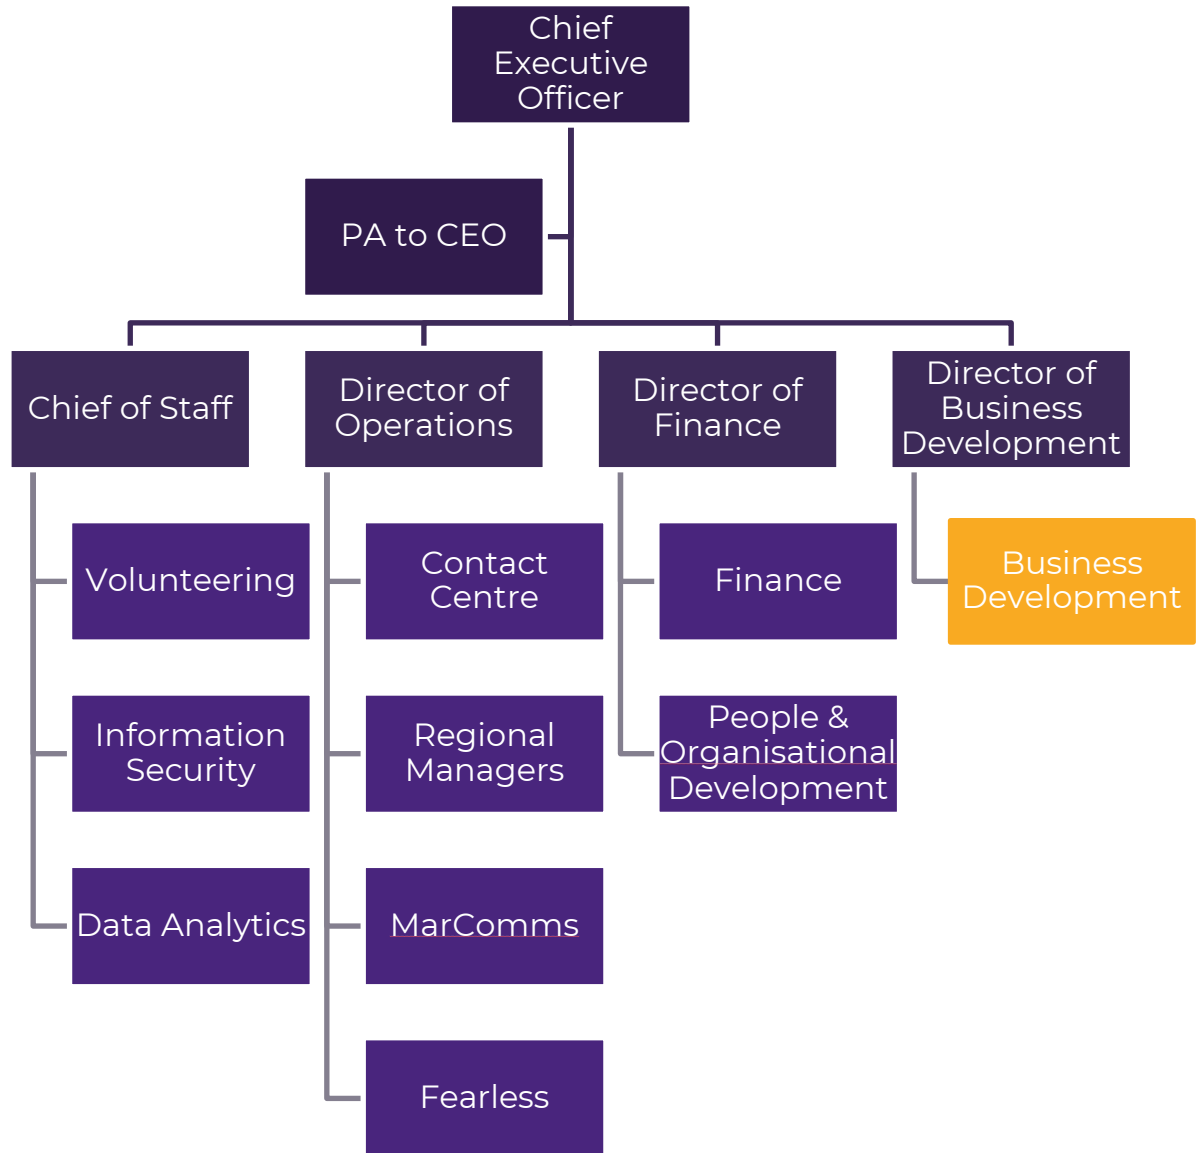 Chief
Executive
Officer
PA to CEO
Chief of Staff
Director of
Operations
Director of
Finance
Director of
Business
Development
Volunteering
Contact
Centre
Finance
Business
Development
Information
Security
Regional
Managers
People &
Organisational
Development
Data Analytics
MarComms
Fearless